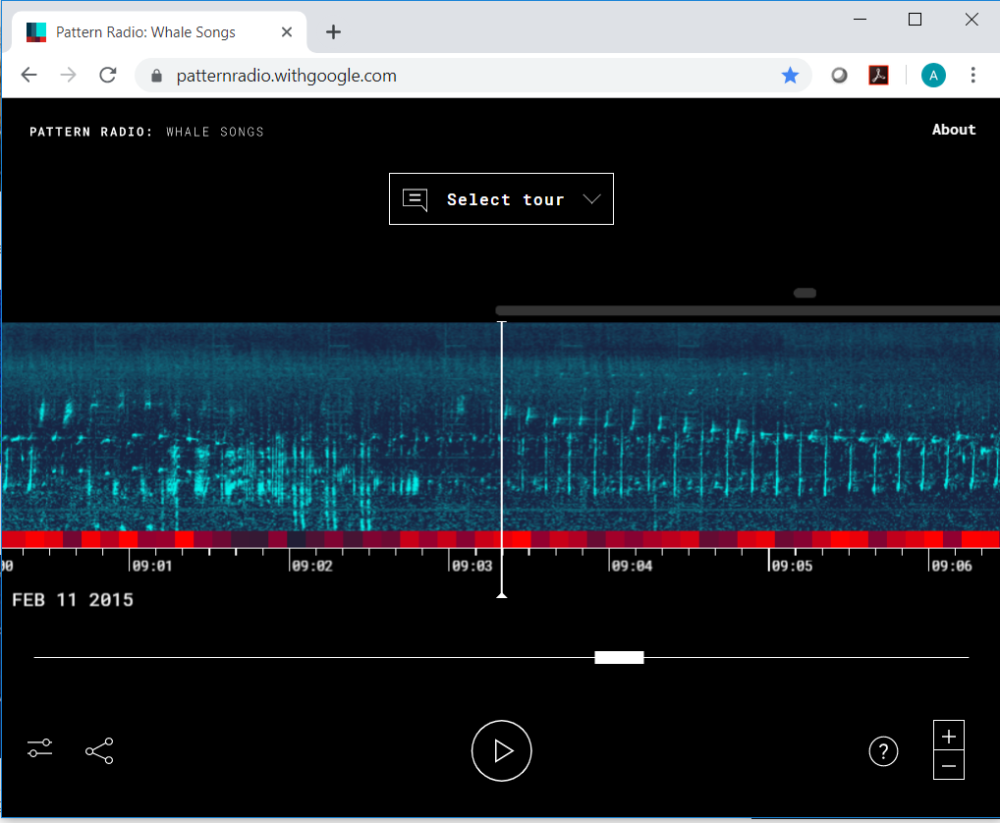 Pattern Radio: Whale Songs
patternradio.withgoogle.com
A
PATTERN RADIO: WHALE SONGS
About
Select tour
00
09:01
09:02
09:03
09:04
09:05
09:06
FEB 11 2015
?